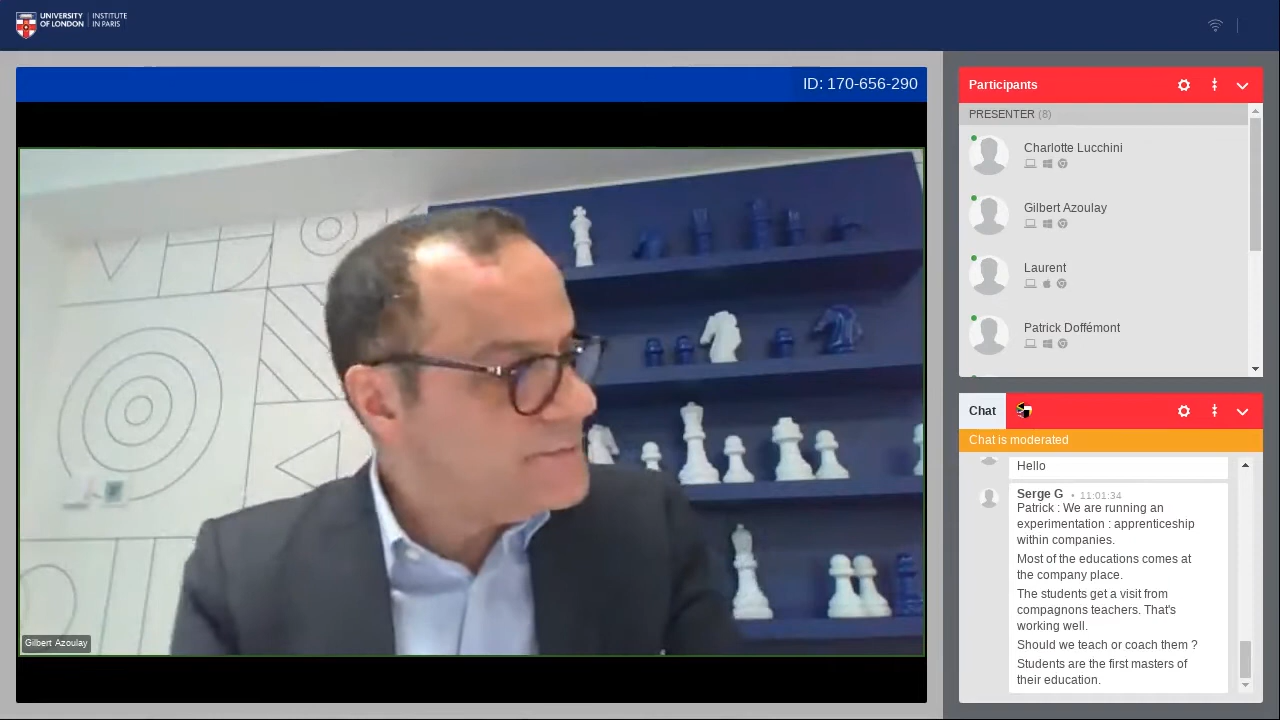 UNIVERSITY OF LONDON
INSTITUTE IN PARIS
ID: 170-656-290
Gilbert Azoulay
Participants
PRESENTER (8)
Charlotte Lucchini
Gilbert Azoulay
Laurent
Patrick Doffémont
Chat
Chat is moderated
Hello
Serge G • 11:01:34
Patrick : We are running an
experimentation : apprenticeship
within companies.
Most of the educations comes at
the company place.
The students get a visit from
compagnons teachers. That's
working well.
Should we teach or coach them ?
Students are the first masters of
their education.